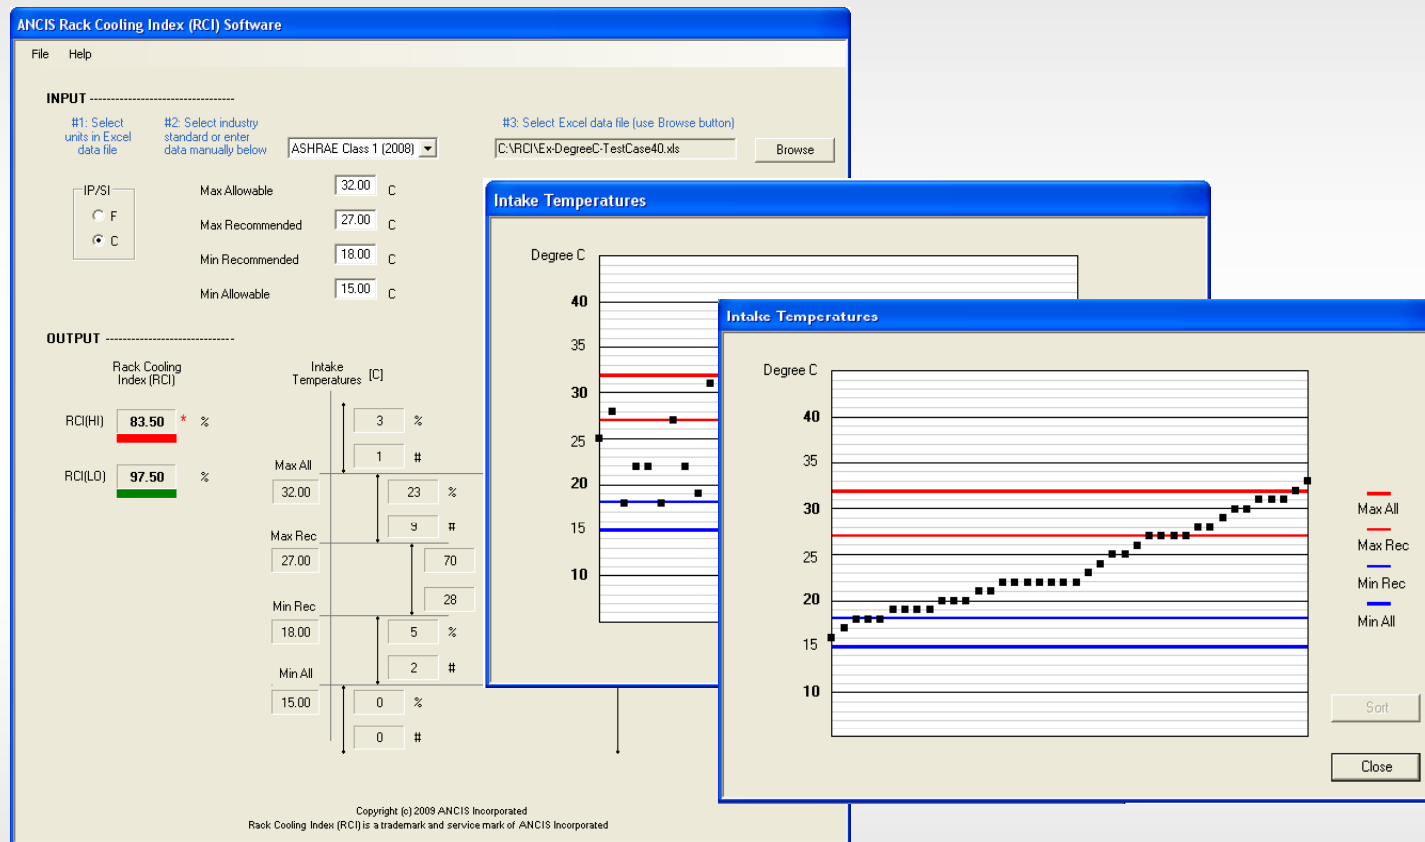 ANCIS Rack Cooling Index (RCI) Software
File Help
INPUT
#1: Select
units in Excel
data file
#2: Select industry
standard or enter
data manually below
ASHRAE Class 1 (2008)
#3: Select Excel data file (use Browse button)
C:\RCI\Ex-DegreeC-TestCase40.xls
Browse
IP/SI
F
C
Max Allowable 32.00 C
Max Recommended 27.00 C
Min Recommended 18.00 C
Min Allowable 15.00 C
OUTPUT
Rack Cooling
Index (RCI)
RCI(HI) 83.50 * %
RCI(LO) 97.50 %
Intake
Temperatures [C]
3 %
1 #
Max All
32.00
23 %
9 #
Max Rec
27.00
70
28
Min Rec
18.00
5 %
2 #
Min All
15.00
0 %
0 #
Copyright (c) 2009 ANCIS Incorporated
Rack Cooling Index (RCI) is a trademark and service mark of ANCIS Incorporated
Intake Temperatures
Degree C
40
35
30
25
20
15
10
Intake Temperatures
Degree C
40
35
30
25
20
15
10
Max All
Max Rec
Min Rec
Min All
Sort
Close